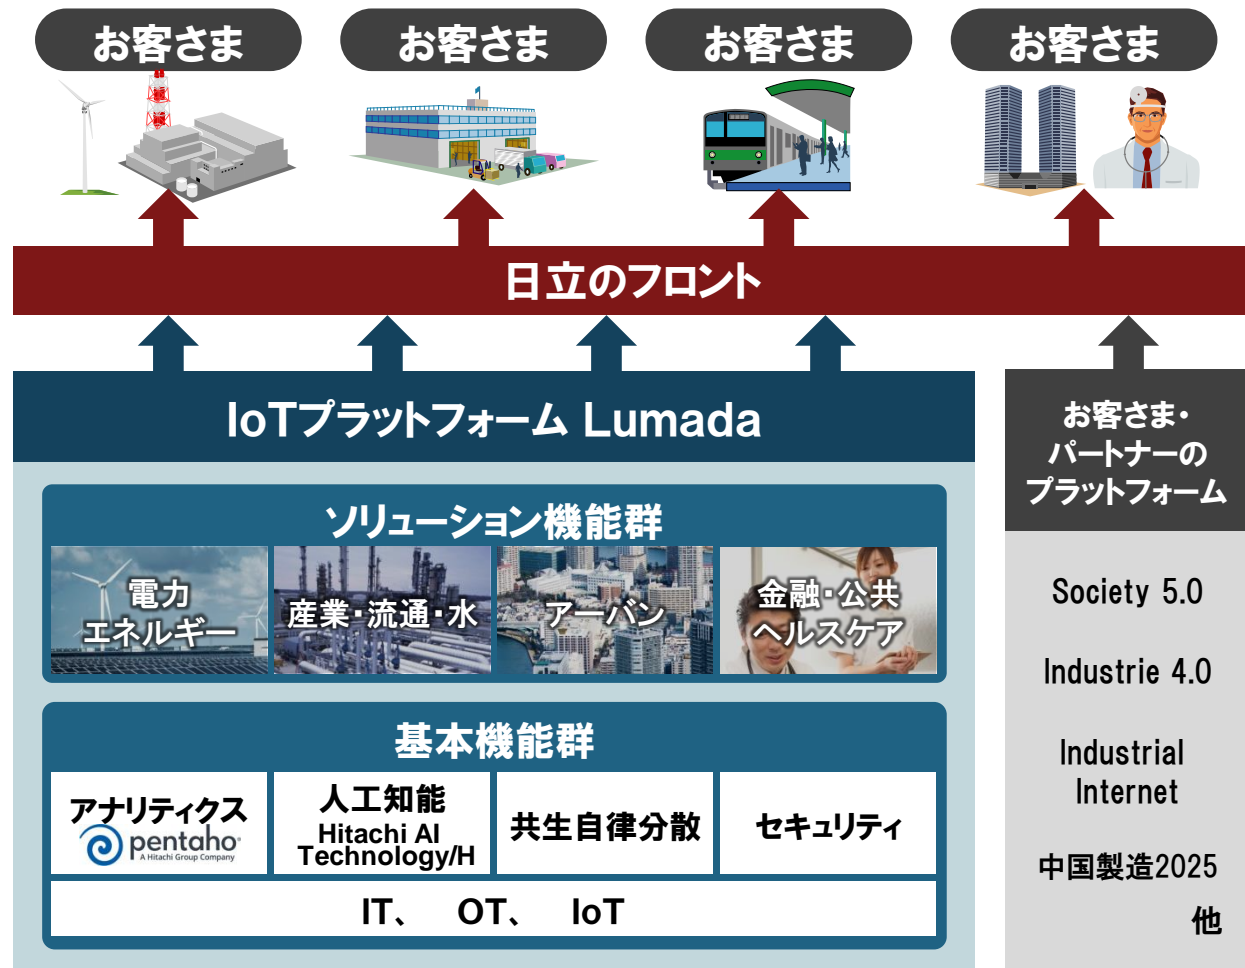 お客さま
お客さま
お客さま
お客さま
日立のフロント
IoTプラットフォーム Lumada
ソリューション機能群
電力
エネルギー
産業・流通・水
アーバン
金融・公共
ヘルスケア
基本機能群
アナリティクス
pentaho
A Hitachi Group Company
人工知能
Hitachi AI
Technology/H
共生自律分散
セキュリティ
IT、 OT、 IoT
お客さま・
パートナーの
プラットフォーム
Society 5.0
Industrie 4.0
Industrial
Internet
中国製造2025
他